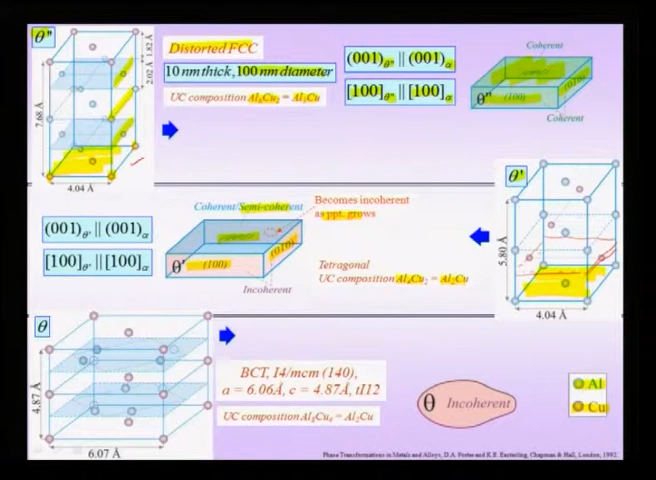 θ"
Distorted FCC
10 nm thick, 100 nm diameter
UC composition Al₆Cu₂ = Al₃Cu
(001)θ" || (001)α
[100]θ" || [100]α
Coherent
θ"
(100)
(010)
Coherent
1.82 Å
2.02 Å
7.68 Å
4.04 Å
(001)θ' || (001)α
[100]θ' || [100]α
Coherent/Semi-coherent
Becomes incoherent
as ppt. grows
θ'
(100)
(010)
Incoherent
Tetragonal
UC composition Al₄Cu₂ = Al₂Cu
θ'
5.80 Å
4.04 Å
θ
4.87 Å
6.07 Å
BCT, I4/mcm (140),
a = 6.06Å, c = 4.87Å, tI12
UC composition Al₈Cu₄ = Al₂Cu
θ Incoherent
Al
Cu
Phase Transformations in Metals and Alloys, D.A. Porter and K.E. Easterling, Chapman & Hall, London, 1992.